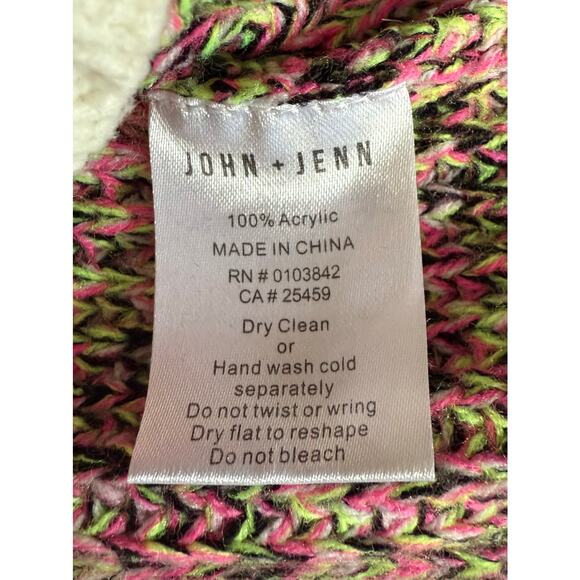 JOHN + JENN
100% Acrylic
MADE IN CHINA
RN # 0103842
CA # 25459
Dry Clean
or
Hand wash cold
separately
Do not twist or wring
Dry flat to reshape
Do not bleach